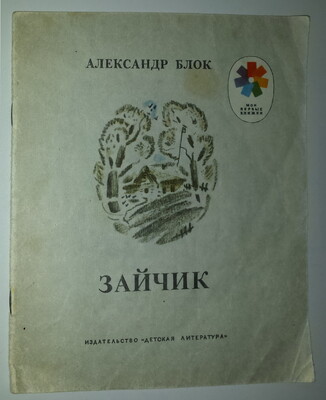 АЛЕКСАНДР БЛОК
МОИ
ПЕРВЫЕ
КНИЖКИ
ЗАЙЧИК
ИЗДАТЕЛЬСТВО «ДЕТСКАЯ ЛИТЕРАТУРА»